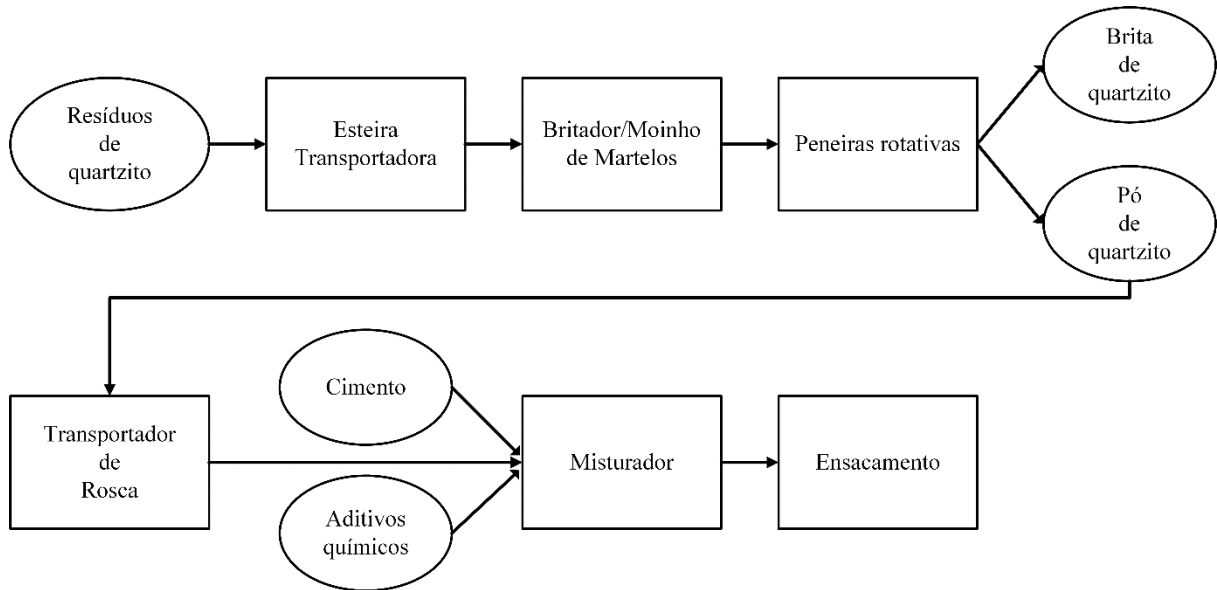 Resíduos
de
quartzito
Esteira
Transportadora
Britador/Moinho
de Martelos
Peneiras rotativas
Brita
de
quartzito
Pó
de
quartzito
Transportador
de
Rosca
Cimento
Aditivos
químicos
Misturador
Ensacamento